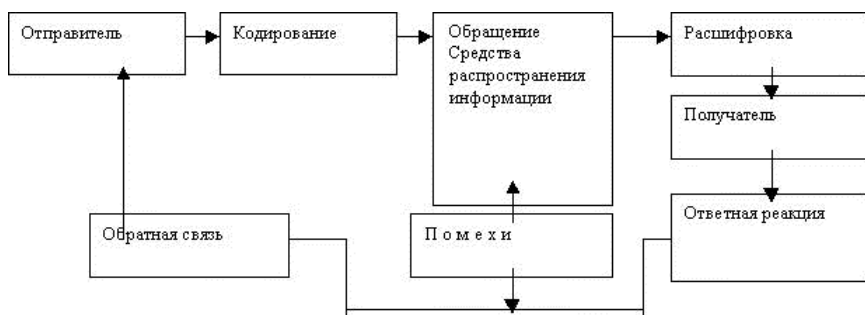 Отправитель
Кодирование
Обращение
Средства
распространения
информации
Расшифровка
Получатель
Ответная реакция
Обратная связь
П о м е х и